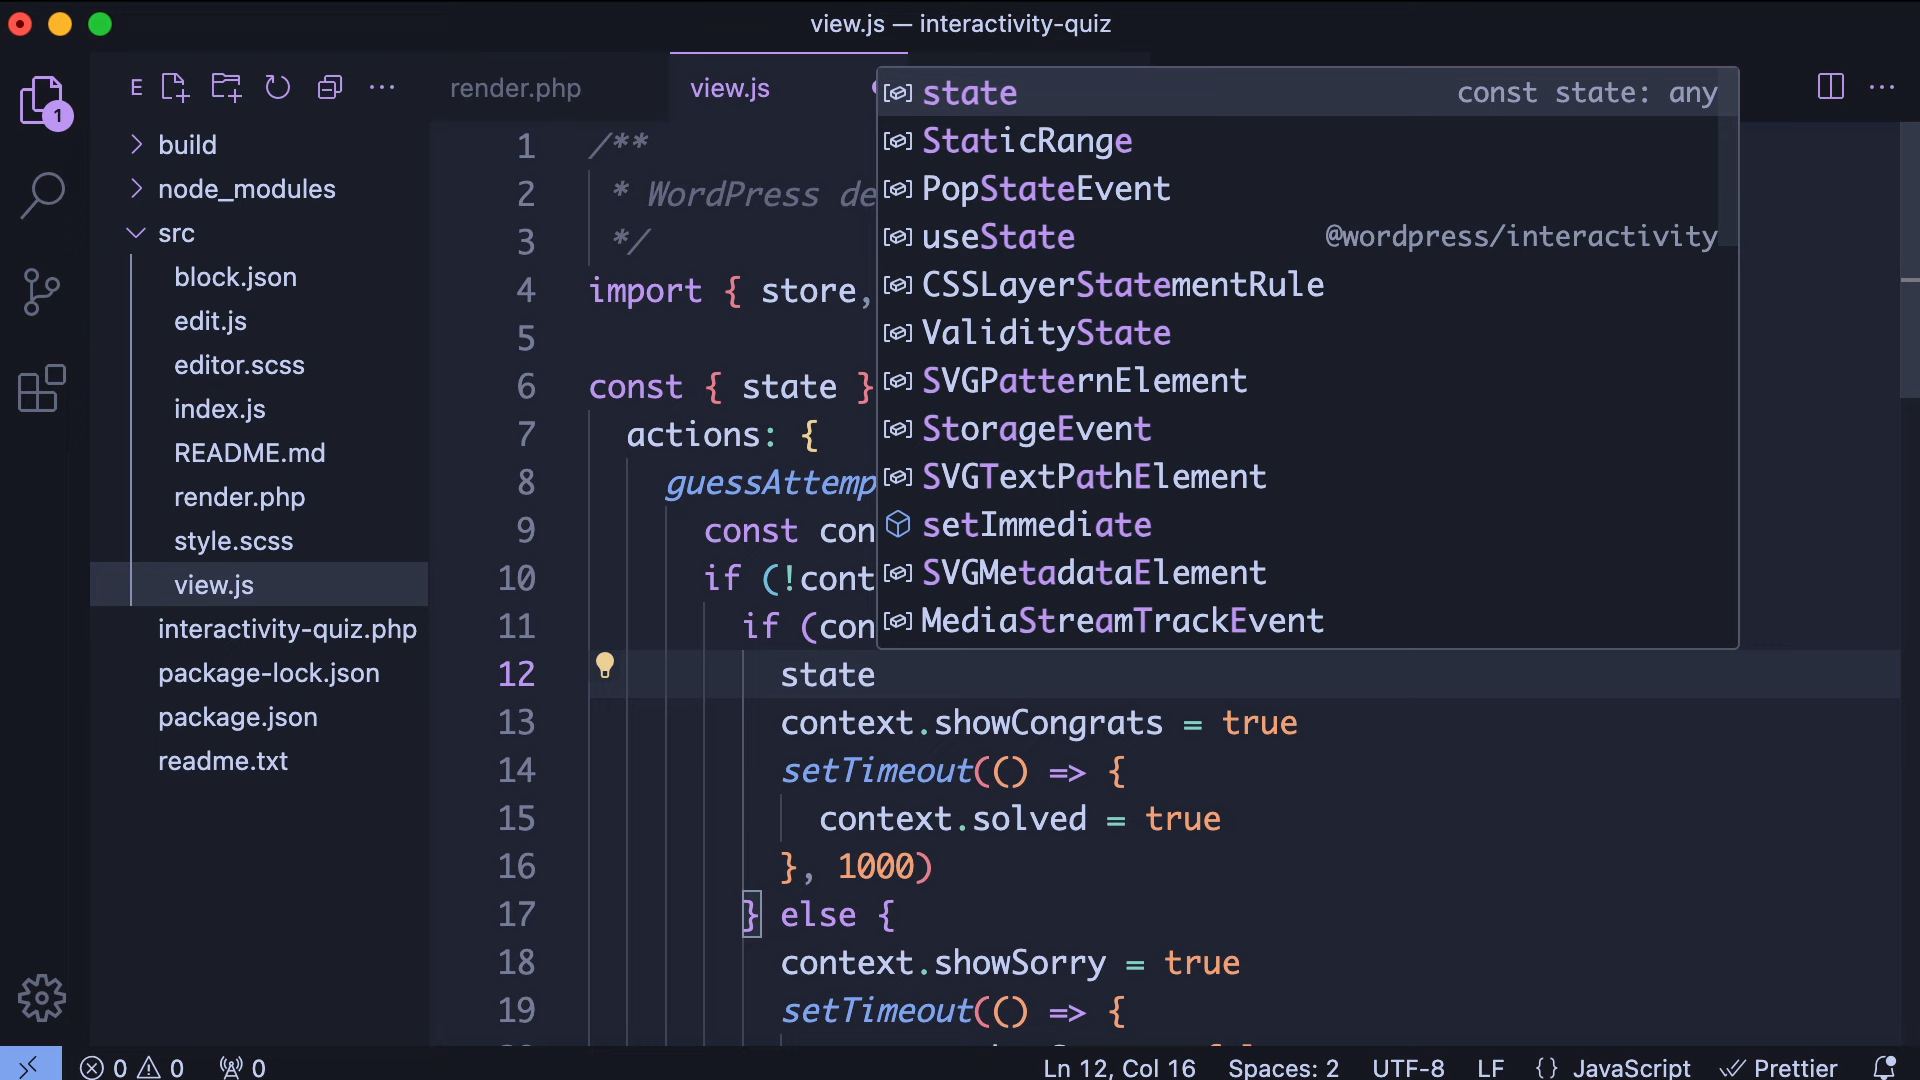 view.js — interactivity-quiz
E
render.php
view.js
1
build
node_modules
src
block.json
edit.js
editor.scss
index.js
README.md
render.php
style.scss
view.js
interactivity-quiz.php
package-lock.json
package.json
readme.txt
state const state: any
StaticRange
PopStateEvent
useState @wordpress/interactivity
CSSLayerStatementRule
ValidityState
SVGPatternElement
StorageEvent
SVGTextPathElement
setImmediate
SVGMetadataElement
MediaStreamTrackEvent
1 /**
2 * WordPress de
3 */
4 import { store,
5
6 const { state }
7 actions: {
8 guessAttemp
9 const con
10 if (!cont
11 if (con
12 state
13 context.showCongrats = true
14 setTimeout(() => {
15 context.solved = true
16 }, 1000)
17 } else {
18 context.showSorry = true
19 setTimeout(() => {
0 0 0
Ln 12, Col 16 Spaces: 2 UTF-8 LF {} JavaScript Prettier